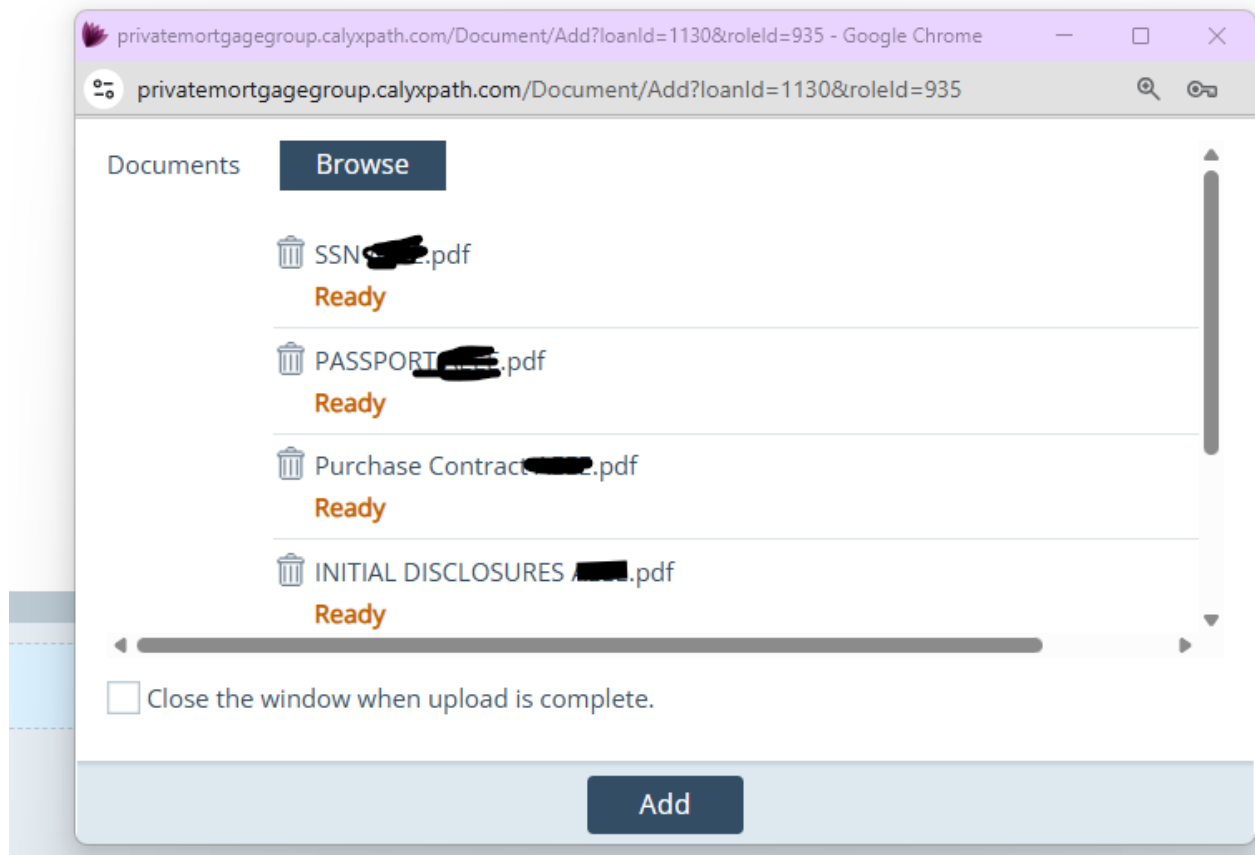 privatemortgagegroup.calyxpath.com/Document/Add?loanId=1130&roleId=935 - Google Chrome
privatemortgagegroup.calyxpath.com/Document/Add?loanId=1130&roleId=935
Documents Browse
SSN .pdf
Ready
PASSPORT .pdf
Ready
Purchase Contract .pdf
Ready
INITIAL DISCLOSURES .pdf
Ready
Close the window when upload is complete.
Add